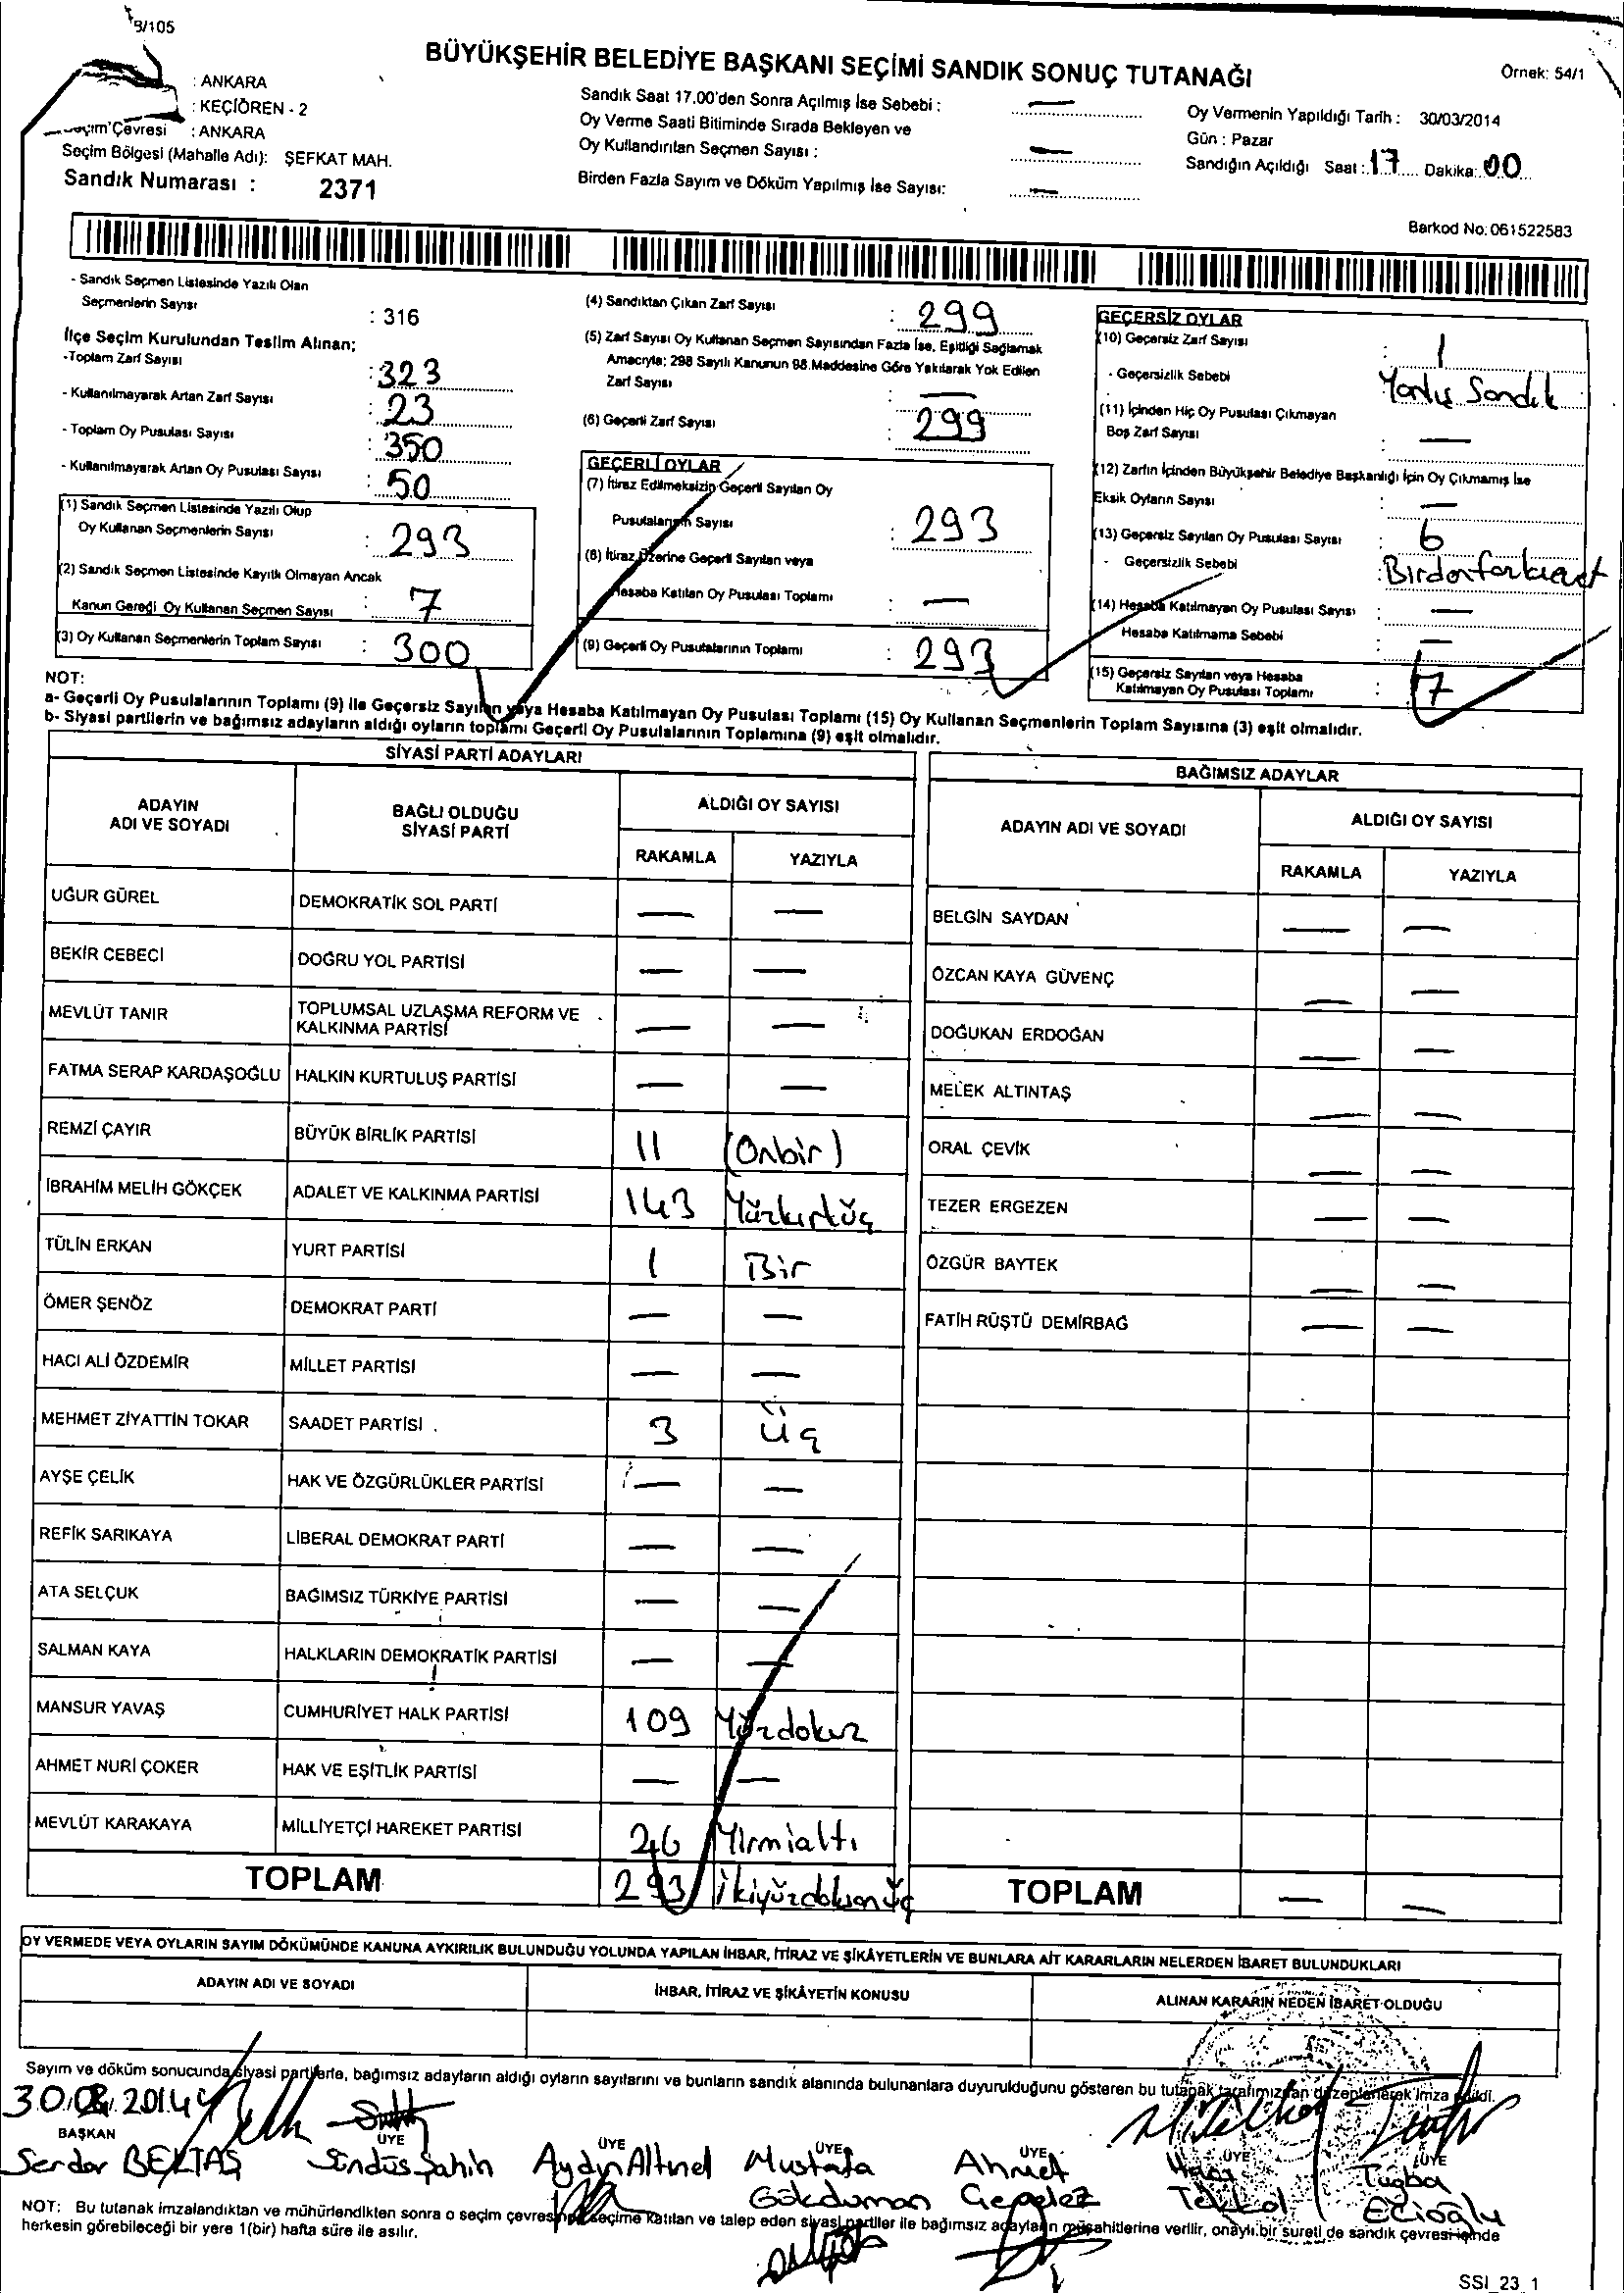 9/105
BÜYÜKŞEHİR BELEDİYE BAŞKANI SEÇİMİ SANDIK SONUÇ TUTANAĞI
Örnek: 54/1
: ANKARA
: KEÇİÖREN - 2
Seçim Çevresi : ANKARA
Seçim Bölgesi (Mahalle Adı): ŞEFKAT MAH.
Sandık Numarası : 2371
Sandık Saat 17.00'den Sonra Açılmış İse Sebebi : —
Oy Verme Saati Bitiminde Sırada Bekleyen ve
Oy Kullandırılan Seçmen Sayısı : —
Birden Fazla Sayım ve Döküm Yapılmış İse Sayısı: —
Oy Vermenin Yapıldığı Tarih : 30/03/2014
Gün : Pazar
Sandığın Açıldığı Saat : 17 Dakika: 00
Barkod No: 061522583
- Sandık Seçmen Listesinde Yazılı Olan
Seçmenlerin Sayısı : 316
İlçe Seçim Kurulundan Teslim Alınan;
-Toplam Zarf Sayısı : 323
- Kullanılmayarak Artan Zarf Sayısı : 23
- Toplam Oy Pusulası Sayısı : 350
- Kullanılmayarak Artan Oy Pusulası Sayısı : 50
(1) Sandık Seçmen Listesinde Yazılı Olup
Oy Kullanan Seçmenlerin Sayısı : 293
(2) Sandık Seçmen Listesinde Kayıtlı Olmayan Ancak
Kanun Gereği Oy Kullanan Seçmen Sayısı : 7
(3) Oy Kullanan Seçmenlerin Toplam Sayısı : 300
(4) Sandıktan Çıkan Zarf Sayısı : 299
(5) Zarf Sayısı Oy Kullanan Seçmen Sayısından Fazla İse, Eşitliği Sağlamak
Amacıyla; 298 Sayılı Kanunun 98.Maddesine Göre Yakılarak Yok Edilen
Zarf Sayısı : —
(6) Geçerli Zarf Sayısı : 299
GEÇERLİ OYLAR
(7) İtiraz Edilmeksizin Geçerli Sayılan Oy
Pusulalarının Sayısı : 293
(8) İtiraz Üzerine Geçerli Sayılan veya
Hesaba Katılan Oy Pusulası Toplamı : —
(9) Geçerli Oy Pusulalarının Toplamı : 293
GEÇERSİZ OYLAR
(10) Geçersiz Zarf Sayısı : 1
- Geçersizlik Sebebi : Yanlış Sandık
(11) İçinden Hiç Oy Pusulası Çıkmayan
Boş Zarf Sayısı : —
(12) Zarfın İçinden Büyükşehir Belediye Başkanlığı İçin Oy Çıkmamış İse
Eksik Oyların Sayısı : —
(13) Geçersiz Sayılan Oy Pusulası Sayısı : 6
- Geçersizlik Sebebi : Birdenfazlaevet
(14) Hesaba Katılmayan Oy Pusulası Sayısı : —
Hesaba Katılmama Sebebi : —
(15) Geçersiz Sayılan veya Hesaba
Katılmayan Oy Pusulası Toplamı : 7
NOT:
a- Geçerli Oy Pusulalarının Toplamı (9) ile Geçersiz Sayılan veya Hesaba Katılmayan Oy Pusulası Toplamı (15) Oy Kullanan Seçmenlerin Toplam Sayısına (3) eşit olmalıdır.
b- Siyasi partilerin ve bağımsız adayların aldığı oyların toplamı Geçerli Oy Pusulalarının Toplamına (9) eşit olmalıdır.
SİYASİ PARTİ ADAYLARI
ADAYIN ADI VE SOYADI BAĞLI OLDUĞU SİYASİ PARTİ ALDIĞI OY SAYISI
RAKAMLA YAZIYLA
UĞUR GÜREL DEMOKRATİK SOL PARTİ — —
BEKİR CEBECİ DOĞRU YOL PARTİSİ — —
MEVLÜT TANIR TOPLUMSAL UZLAŞMA REFORM VE KALKINMA PARTİSİ — —
FATMA SERAP KARDAŞOĞLU HALKIN KURTULUŞ PARTİSİ — —
REMZİ ÇAYIR BÜYÜK BİRLİK PARTİSİ 11 (Onbir)
İBRAHİM MELİH GÖKÇEK ADALET VE KALKINMA PARTİSİ 143 Yüzkırküç
TÜLİN ERKAN YURT PARTİSİ 1 Bir
ÖMER ŞENÖZ DEMOKRAT PARTİ — —
HACI ALİ ÖZDEMİR MİLLET PARTİSİ — —
MEHMET ZİYATTİN TOKAR SAADET PARTİSİ 3 üç
AYŞE ÇELİK HAK VE ÖZGÜRLÜKLER PARTİSİ — —
REFİK SARIKAYA LİBERAL DEMOKRAT PARTİ — —
ATA SELÇUK BAĞIMSIZ TÜRKİYE PARTİSİ — —
SALMAN KAYA HALKLARIN DEMOKRATİK PARTİSİ — —
MANSUR YAVAŞ CUMHURİYET HALK PARTİSİ 109 Yüzdokuz
AHMET NURİ ÇOKER HAK VE EŞİTLİK PARTİSİ — —
MEVLÜT KARAKAYA MİLLİYETÇİ HAREKET PARTİSİ 26 Yirmialtı
TOPLAM 293 ikiyüzdoksanüç
BAĞIMSIZ ADAYLAR
ADAYIN ADI VE SOYADI ALDIĞI OY SAYISI
RAKAMLA YAZIYLA
BELGİN SAYDAN — —
ÖZCAN KAYA GÜVENÇ — —
DOĞUKAN ERDOĞAN — —
MELEK ALTINTAŞ — —
ORAL ÇEVİK — —
TEZER ERGEZEN — —
ÖZGÜR BAYTEK — —
FATİH RÜŞTÜ DEMİRBAĞ — —
TOPLAM — —
OY VERMEDE VEYA OYLARIN SAYIM DÖKÜMÜNDE KANUNA AYKIRILIK BULUNDUĞU YOLUNDA YAPILAN İHBAR, İTİRAZ VE ŞİKÂYETLERİN VE BUNLARA AİT KARARLARIN NELERDEN İBARET BULUNDUKLARI
ADAYIN ADI VE SOYADI İHBAR, İTİRAZ VE ŞİKÂYETİN KONUSU ALINAN KARARIN NEDEN İBARET OLDUĞU
Sayım ve döküm sonucunda siyasi partilerle, bağımsız adayların aldığı oyların sayılarını ve bunların sandık alanında bulunanlara duyurulduğunu gösteren bu tutanak tarafımızdan düzenlenerek imza edildi.
30.03.2014
BAŞKAN ÜYE ÜYE ÜYE ÜYE ÜYE ÜYE
Serdar BEKTAŞ Sündüs Şahin Aydın Altınel Mustafa Gökduman Ahmet Tekkol Tuğba
NOT: Bu tutanak imzalandıktan ve mühürlendikten sonra o seçim çevresinde seçime katılan ve talep eden siyasi partiler ile bağımsız adayların müşahitlerine verilir, onaylı bir sureti de sandık çevresi içinde
herkesin görebileceği bir yere 1(bir) hafta süre ile asılır.
SSI_23_1